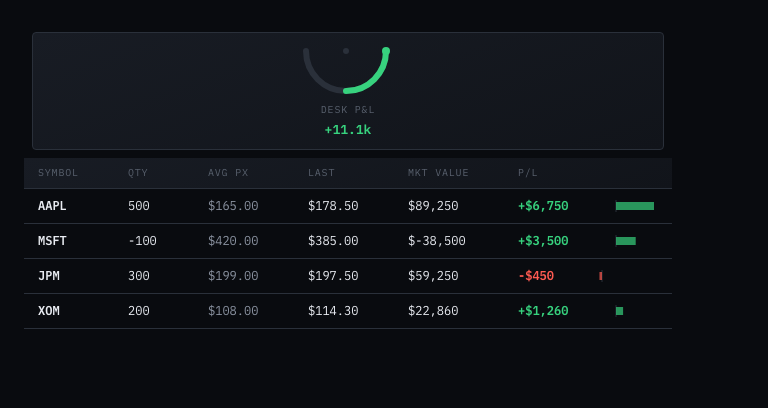 DESK P&L
+11.1k
SYMBOL QTY AVG PX LAST MKT VALUE P/L
AAPL 500 $165.00 $178.50 $89,250 +$6,750
MSFT -100 $420.00 $385.00 $-38,500 +$3,500
JPM 300 $199.00 $197.50 $59,250 -$450
XOM 200 $108.00 $114.30 $22,860 +$1,260